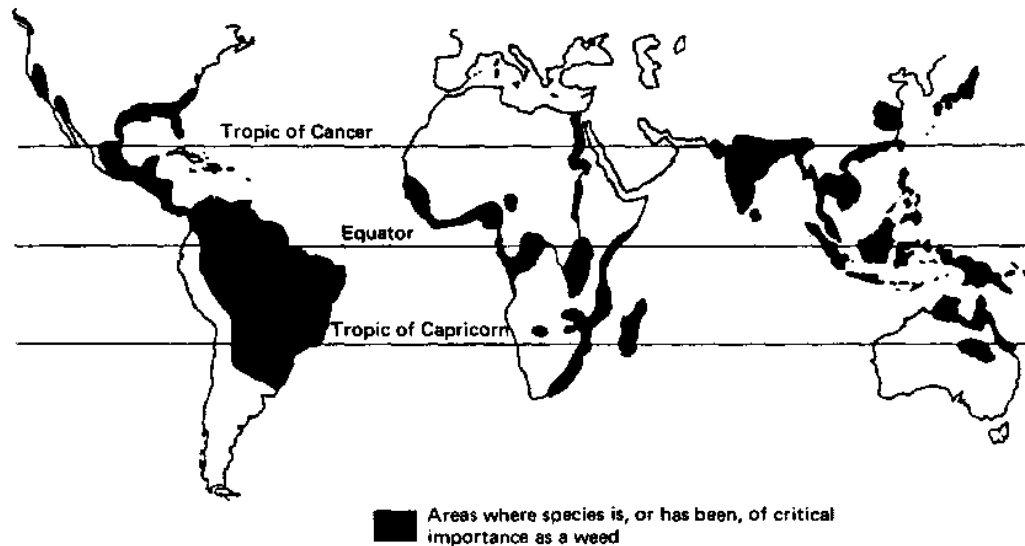 Tropic of Cancer
Equator
Tropic of Capricorn
Areas where species is, or has been, of critical
importance as a weed